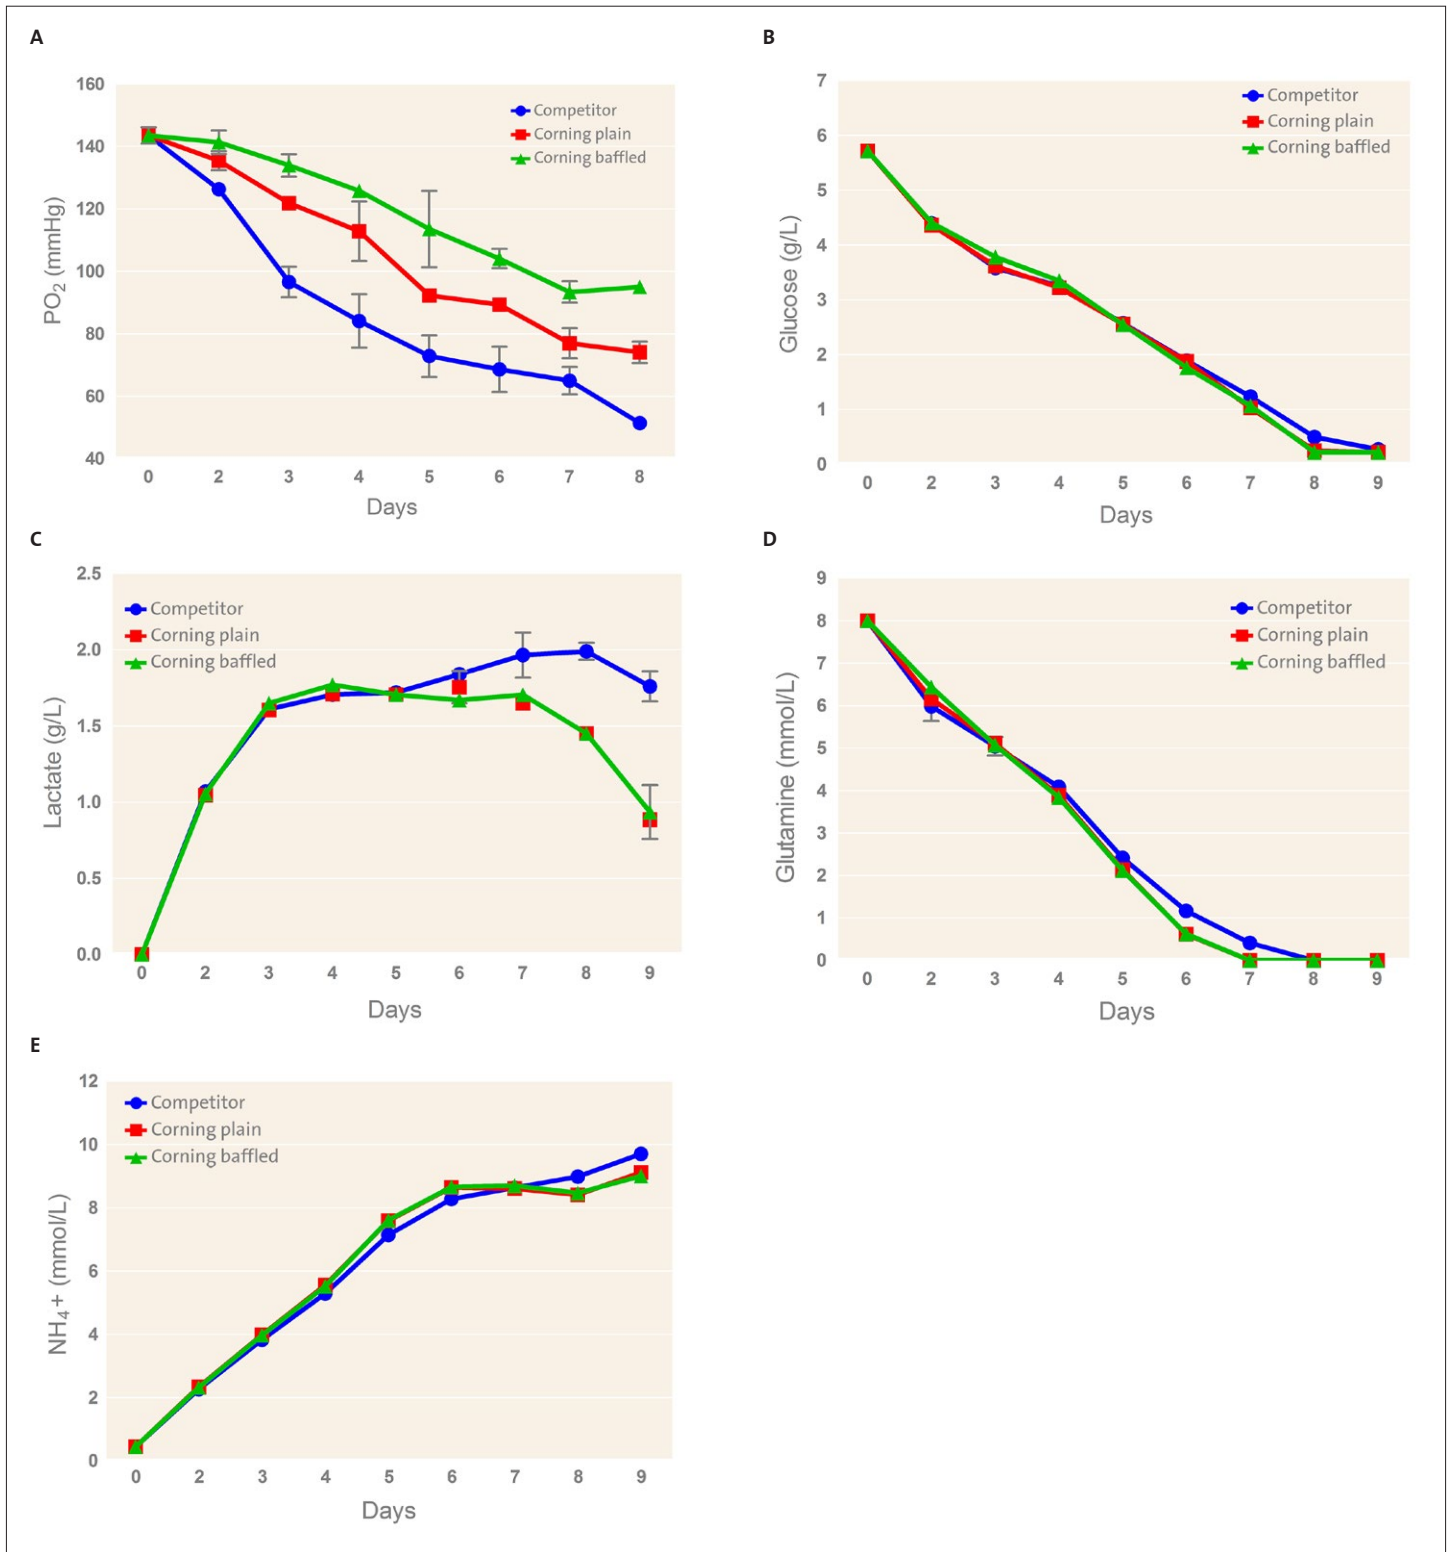 A
160
140
120
100
80
60
40
PO2 (mmHg)
Competitor
Corning plain
Corning baffled
0 2 3 4 5 6 7 8
Days
B
7
6
5
4
3
2
1
0
Glucose (g/L)
Competitor
Corning plain
Corning baffled
0 2 3 4 5 6 7 8 9
Days
C
2.5
2.0
1.5
1.0
0.5
0.0
Lactate (g/L)
Competitor
Corning plain
Corning baffled
0 2 3 4 5 6 7 8 9
Days
D
9
8
7
6
5
4
3
2
1
0
Glutamine (mmol/L)
Competitor
Corning plain
Corning baffled
0 2 3 4 5 6 7 8 9
Days
E
12
10
8
6
4
2
0
NH4+ (mmol/L)
Competitor
Corning plain
Corning baffled
0 2 3 4 5 6 7 8 9
Days